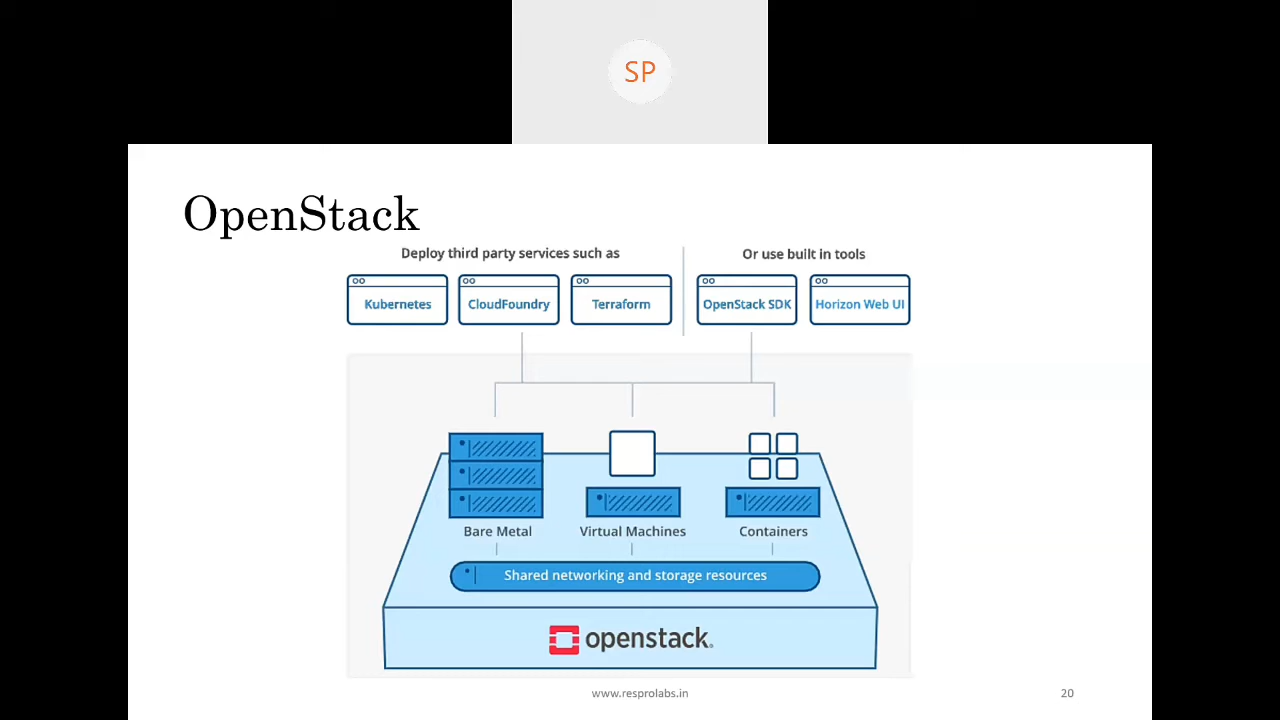 SP
OpenStack
Deploy third party services such as
Or use built in tools
Kubernetes
CloudFoundry
Terraform
OpenStack SDK
Horizon Web UI
Bare Metal
Virtual Machines
Containers
Shared networking and storage resources
openstack.
www.resprolabs.in
20